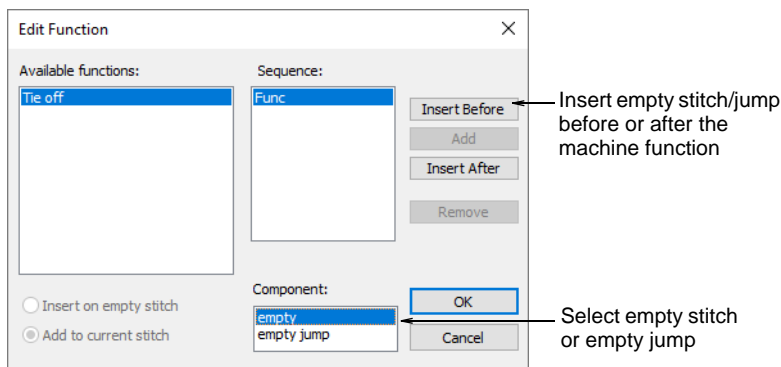 Edit Function
Available functions:
Sequence:
Tie off
Func
Insert Before
Add
Insert After
Remove
Insert empty stitch/jump
before or after the
machine function
Insert on empty stitch
Add to current stitch
Component:
empty
empty jump
OK
Cancel
Select empty stitch
or empty jump